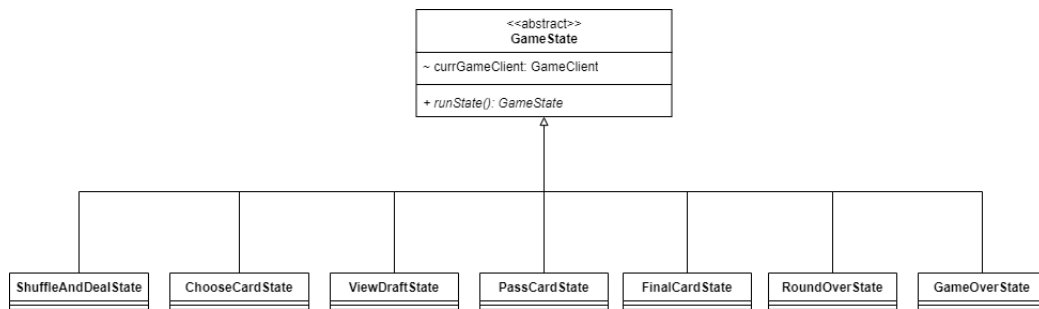 <<abstract>>
GameState
~ currGameClient: GameClient
+ runState(): GameState
ShuffleAndDealState
ChooseCardState
ViewDraftState
PassCardState
FinalCardState
RoundOverState
GameOverState